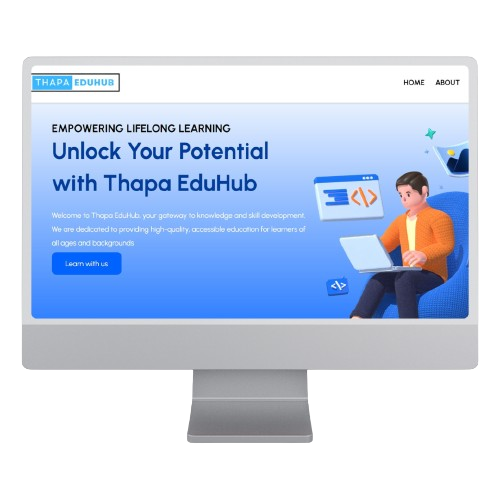 THAPA EDUHUB
HOME ABOUT
EMPOWERING LIFELONG LEARNING
Unlock Your Potential
with Thapa EduHub
Welcome to Thapa EduHub, your gateway to knowledge and skill development.
We are dedicated to providing high-quality, accessible education for learners of
all ages and backgrounds
Learn with us